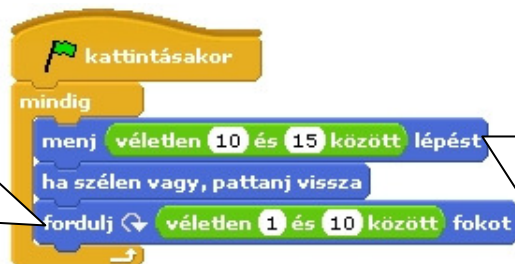 kattintásakor
mindig
menj véletlen 10 és 15 között lépést
ha szélen vagy, pattanj vissza
fordulj véletlen 1 és 10 között fokot